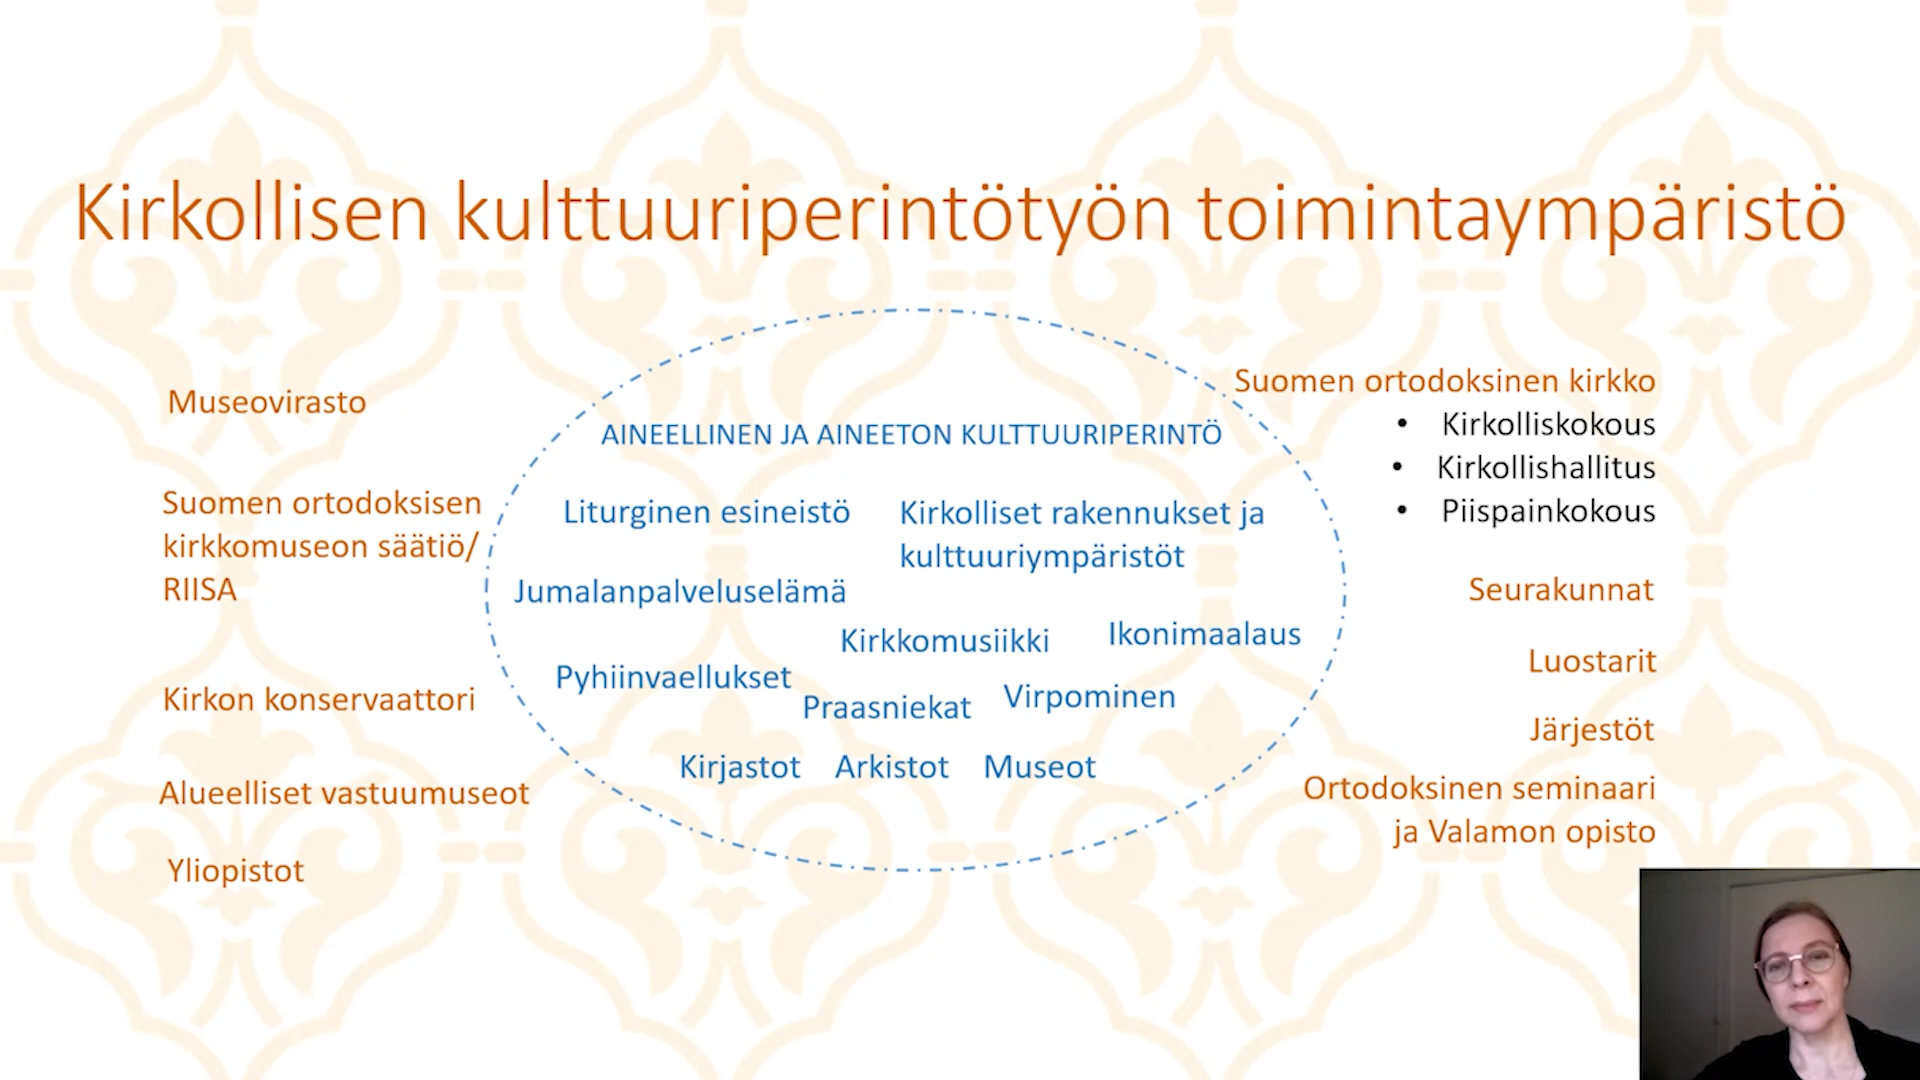 Kirkollisen kulttuuriperintötyön toimintaympäristö
Museovirasto
Suomen ortodoksisen
kirkkomuseon säätiö/
RIISA
Kirkon konservaattori
Alueelliset vastuumuseot
Yliopistot
AINEELLINEN JA AINEETON KULTTUURIPERINTÖ
Liturginen esineistö
Kirkolliset rakennukset ja
kulttuuriympäristöt
Jumalanpalveluselämä
Kirkkomusiikki
Ikonimaalaus
Pyhiinvaellukset
Praasniekat
Virpominen
Kirjastot Arkistot Museot
Suomen ortodoksinen kirkko
• Kirkolliskokous
• Kirkollishallitus
• Piispainkokous
Seurakunnat
Luostarit
Järjestöt
Ortodoksinen seminaari
ja Valamon opisto